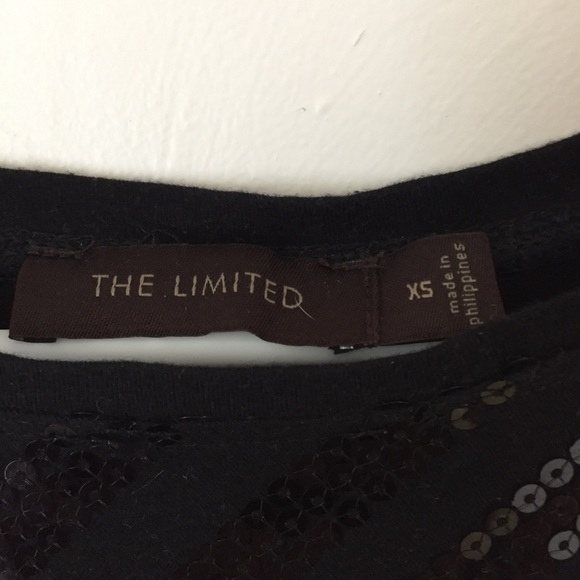 THE LIMITED
XS
made in
philippines